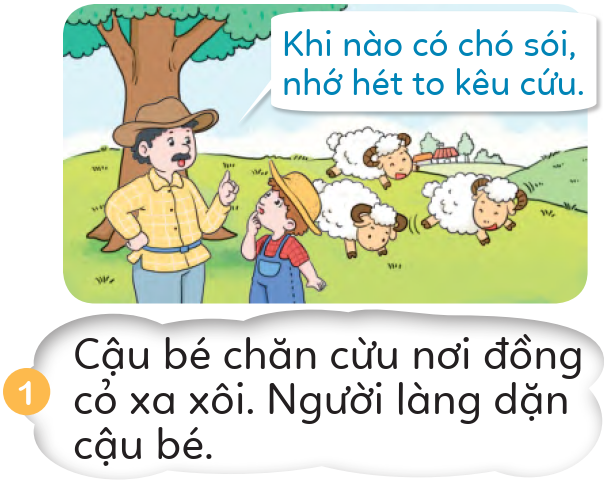 Khi nào có chó sói,
nhớ hét to kêu cứu.
1
Cậu bé chăn cừu nơi đồng
cỏ xa xôi. Người làng dặn
cậu bé.